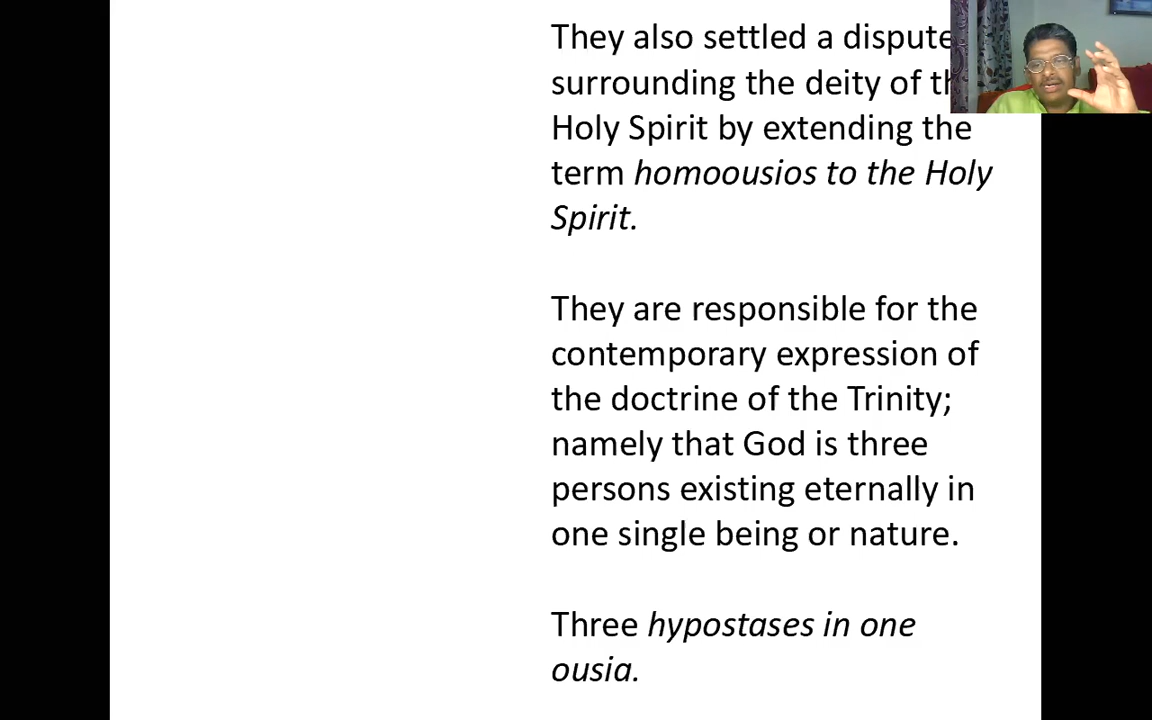 They also settled a dispute
surrounding the deity of
Holy Spirit by extending the
term homoousios to the Holy
Spirit.
They are responsible for the
contemporary expression of
the doctrine of the Trinity;
namely that God is three
persons existing eternally in
one single being or nature.
Three hypostases in one
ousia.